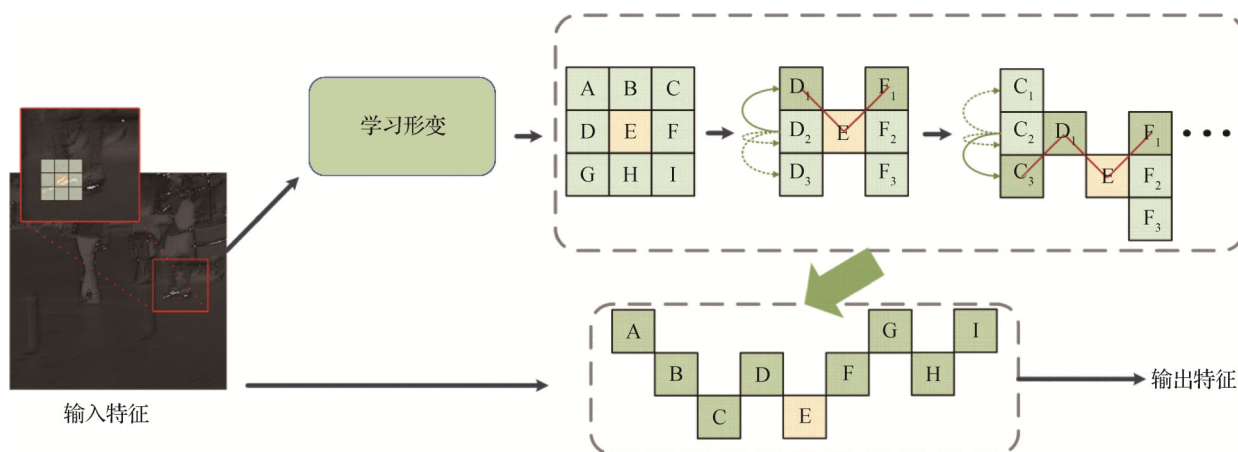 学习形变
A B C
D E F
G H I
D1 F1
D2 E F2
D3 F3
C1
C2 D1 F1
C3 E F2
F3
...
输入特征
A G I
B D F H
C E
输出特征